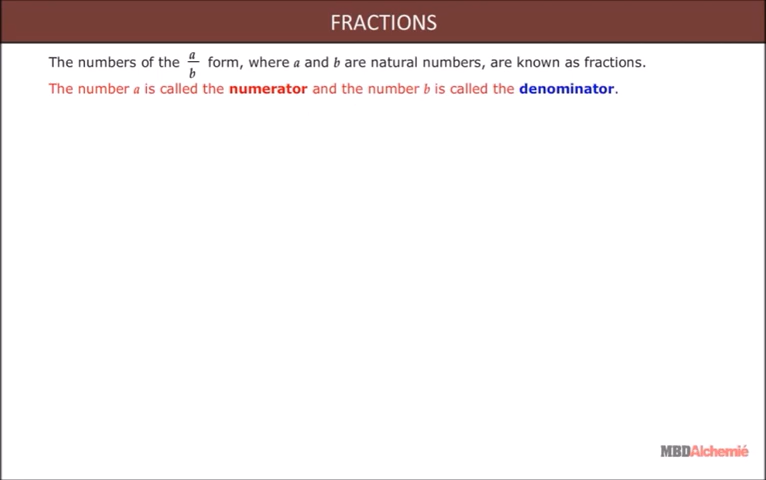 FRACTIONS
The numbers of the a/b form, where a and b are natural numbers, are known as fractions.
The number a is called the numerator and the number b is called the denominator.
MBDAlchemié